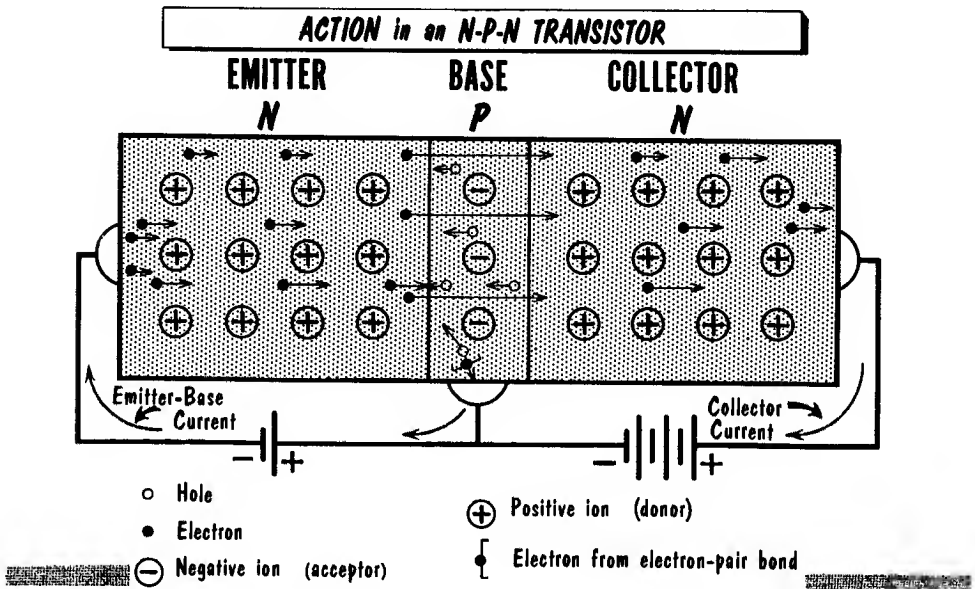 ACTION in an N-P-N TRANSISTOR
EMITTER BASE COLLECTOR
N P N
Emitter-Base
Current
Collector
Current
− + − +
Hole
Electron
Negative ion (acceptor)
Positive ion (donor)
Electron from electron-pair bond